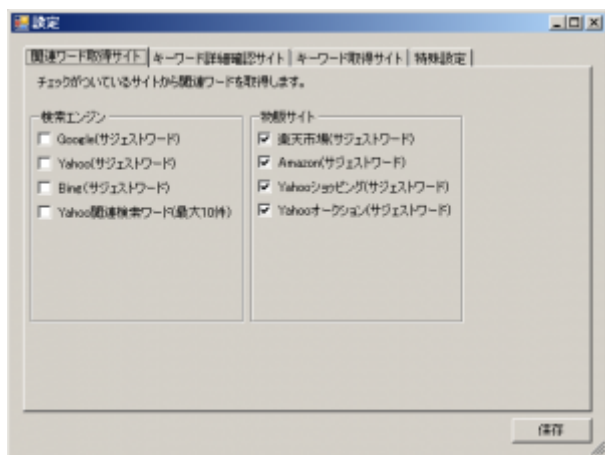 設定
関連ワード取得サイト
キーワード詳細確認サイト
キーワード取得サイト
特殊設定
チェックがついているサイトから関連ワードを取得します。
検索エンジン
Google(サジェストワード)
Yahoo(サジェストワード)
Bing(サジェストワード)
Yahoo関連検索ワード(最大10件)
物販サイト
楽天市場(サジェストワード)
Amazon(サジェストワード)
Yahooショッピング(サジェストワード)
Yahooオークション(サジェストワード)
保存